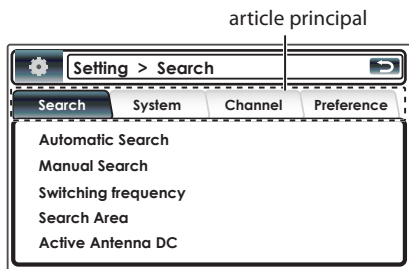 article principal
Setting > Search
Search System Channel Preference
Automatic Search
Manual Search
Switching frequency
Search Area
Active Antenna DC